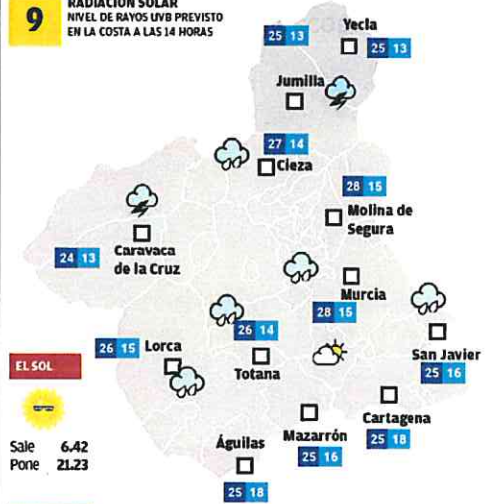 RADIACIÓN SOLAR
9
NIVEL DE RAYOS UVB PREVISTO
EN LA COSTA A LAS 14 HORAS
Yecla
25 13
25 13
Jumilla
27 14
Cieza
28 15
Molina de
Segura
24 13
Caravaca
de la Cruz
Murcia
28 15
26 14
26 15
Lorca
Totana
San Javier
25 16
EL SOL
Sale 6.42
Pone 21.23
Cartagena
25 18
Mazarrón
25 16
Águilas
25 18